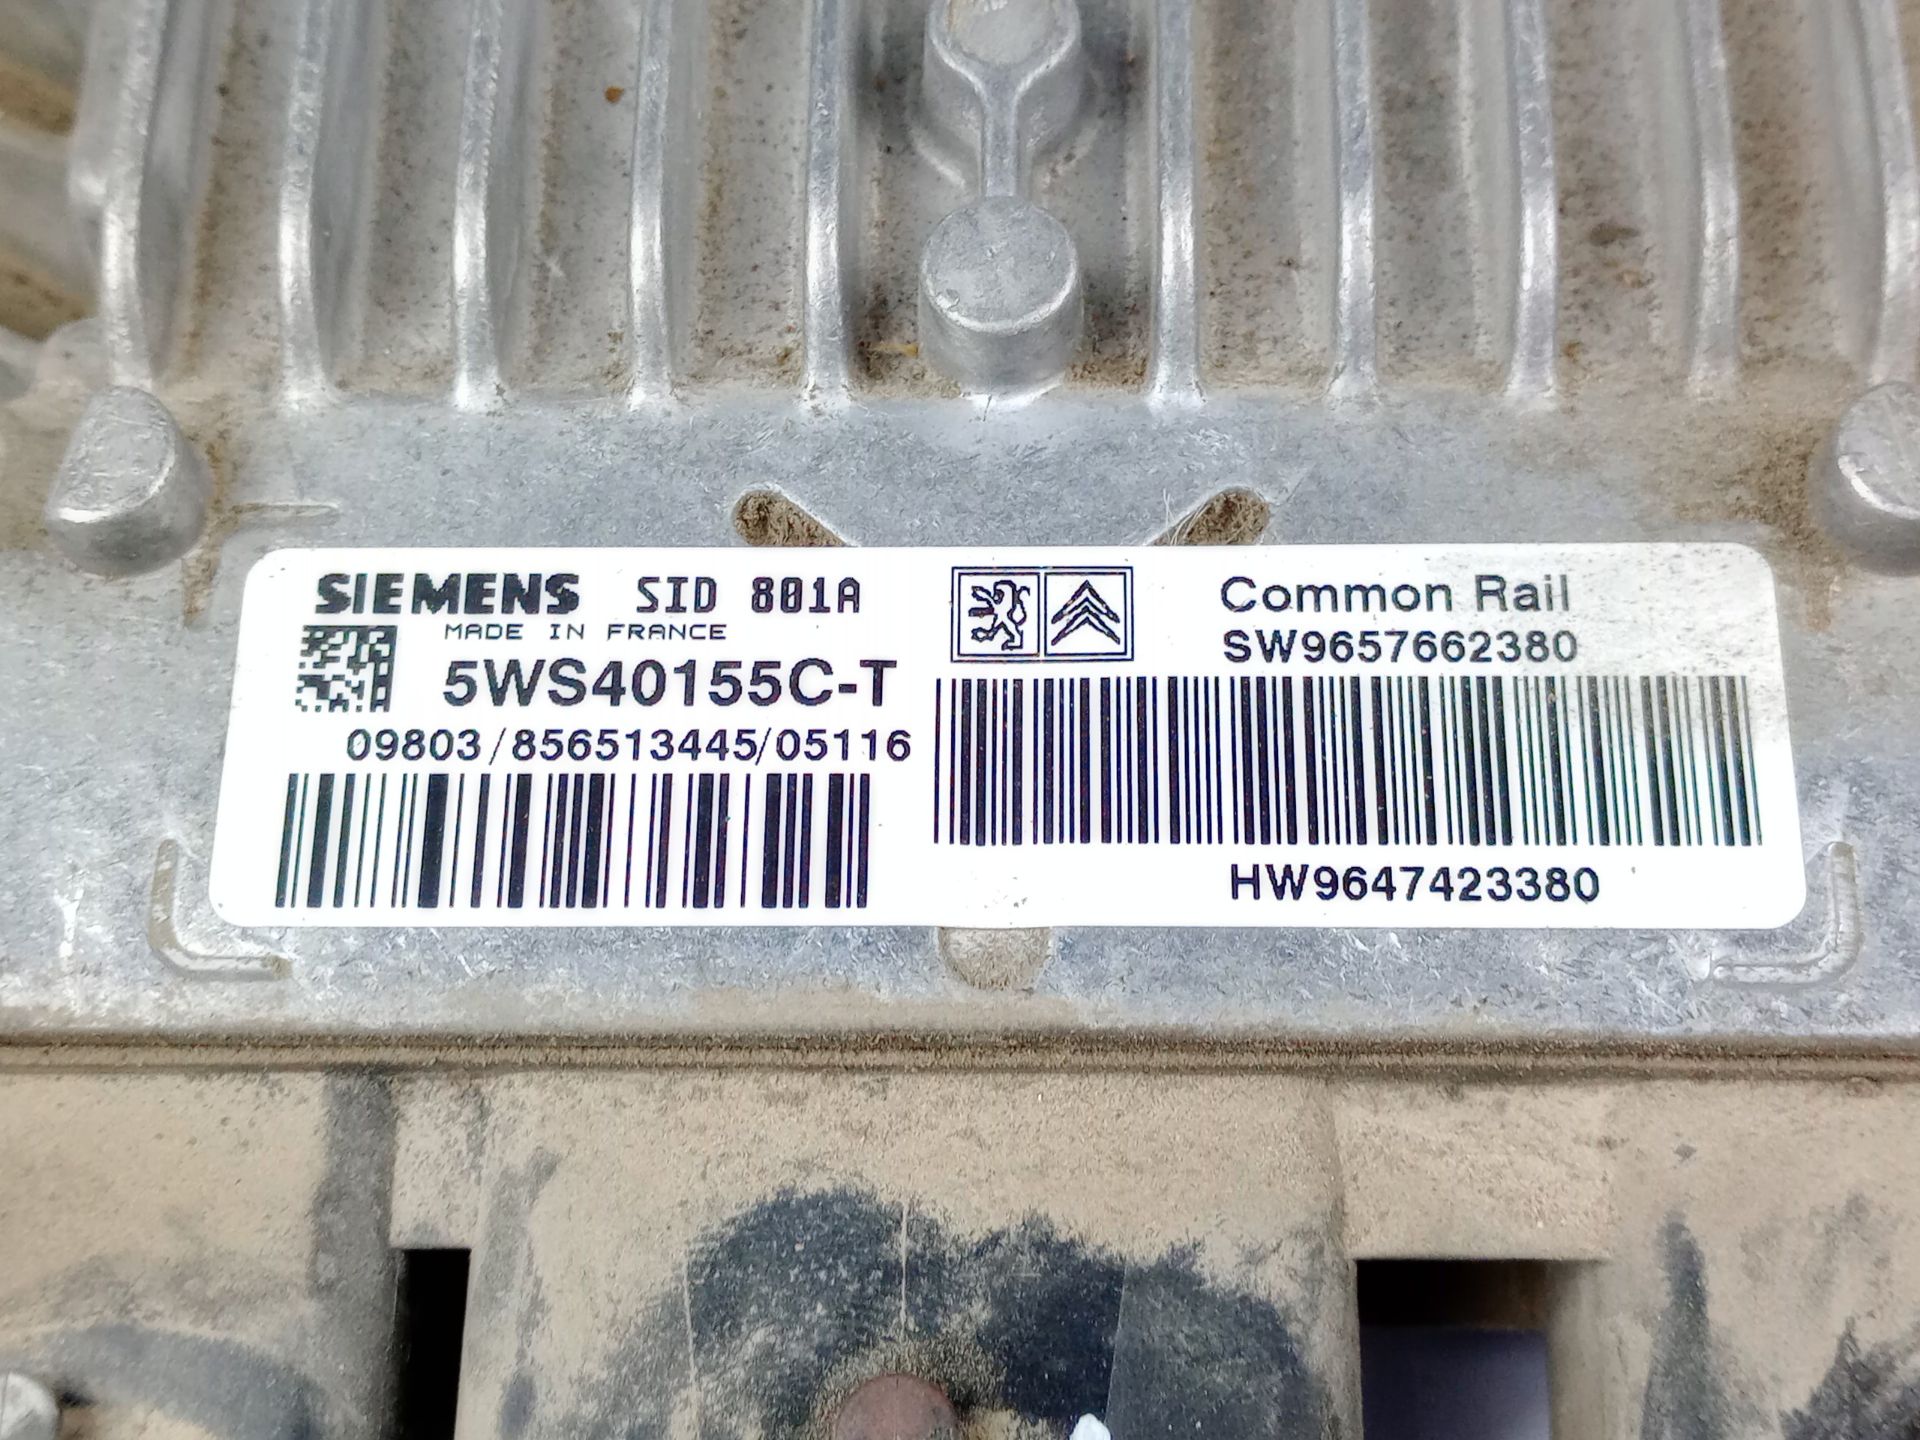 SIEMENS SID 801A
MADE IN FRANCE
5WS40155C-T
09803/856513445/05116
Common Rail
SW9657662380
HW9647423380